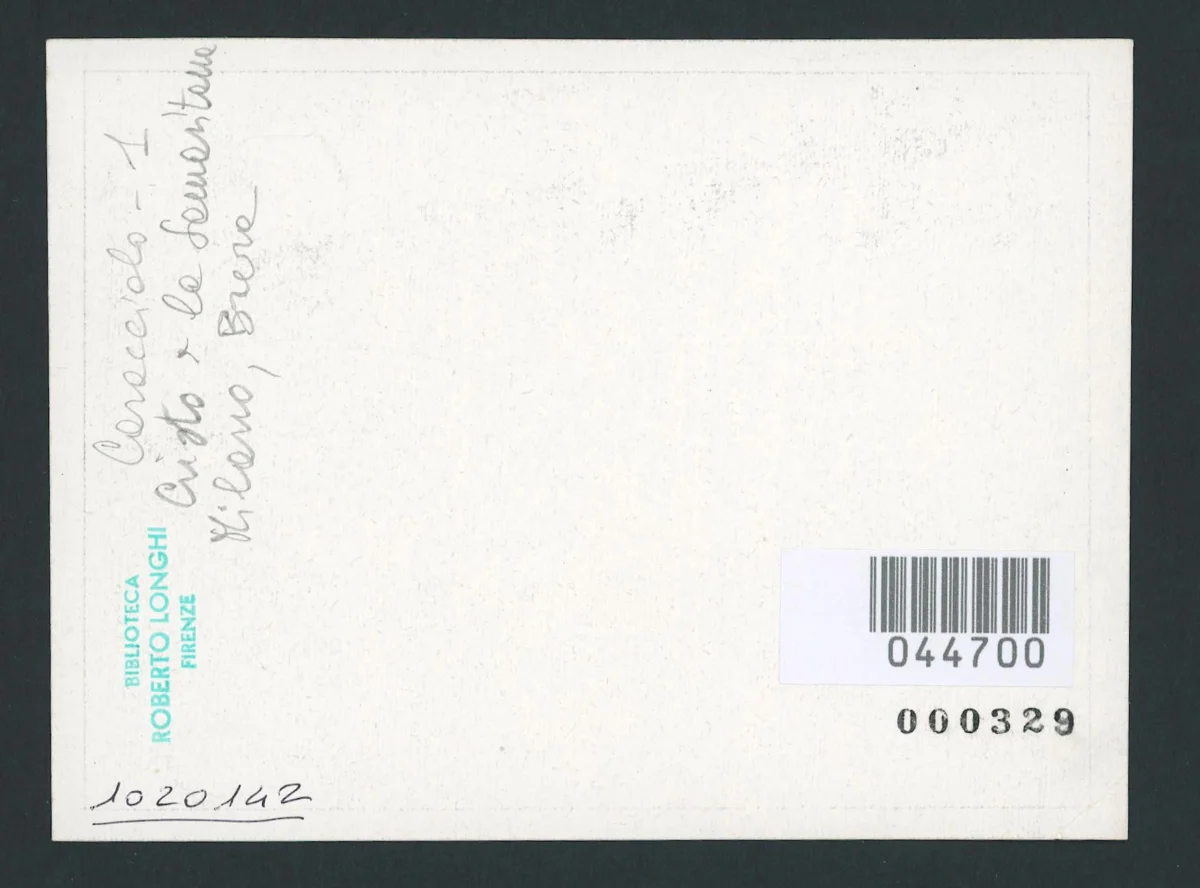 Caracciolo - 1
Cristo e la Samaritana
Milano, Brera
BIBLIOTECA
ROBERTO LONGHI
FIRENZE
044700
000329
1020142